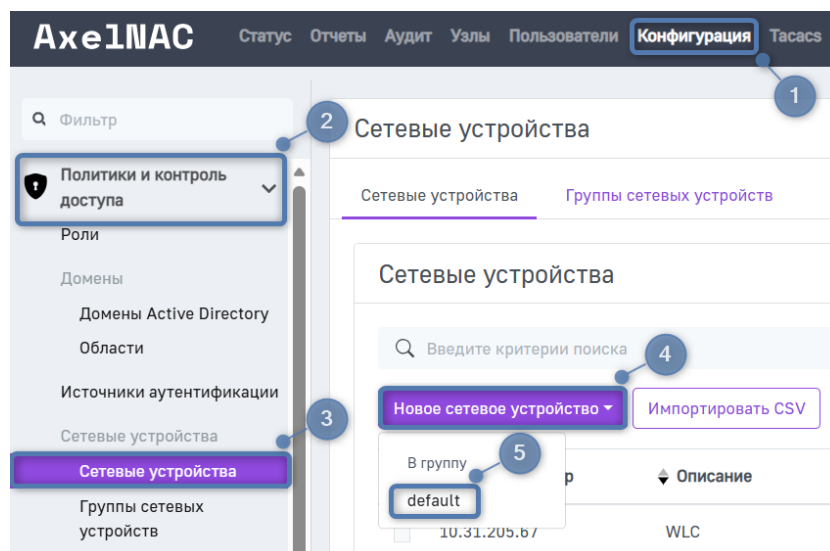 AxelNAC Статус Отчеты Аудит Узлы Пользователи Конфигурация Tacacs
1
Фильтр
2
Политики и контроль
доступа
Роли
Домены
Домены Active Directory
Области
Источники аутентификации
Сетевые устройства
3
Сетевые устройства
Группы сетевых
устройств
Сетевые устройства
Сетевые устройства Группы сетевых устройств
Сетевые устройства
Введите критерии поиска
4
Новое сетевое устройство Импортировать CSV
В группу
5
default
р Описание
10.31.205.67 WLC